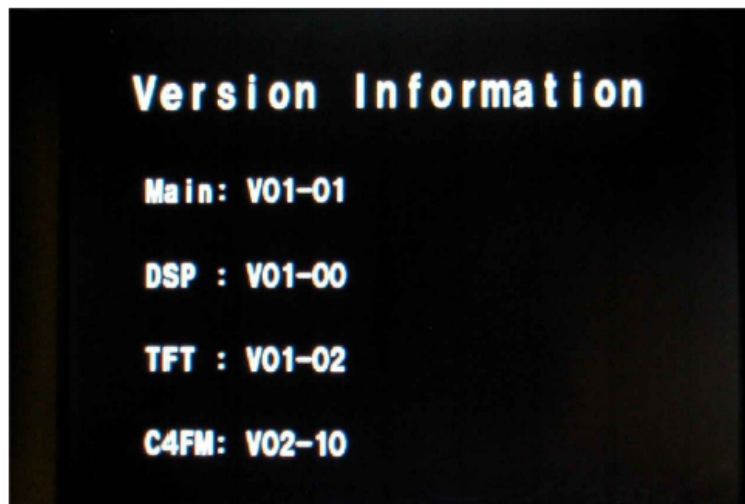 Version Information
Main: V01-01
DSP : V01-00
TFT : V01-02
C4FM: V02-10